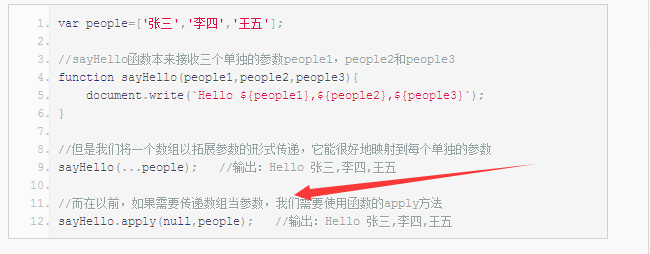 1. var people=['张三','李四','王五'];
2.
3. //sayHello函数本来接收三个单独的参数people1，people2和people3
4. function sayHello(people1,people2,people3){
5.     document.write(`Hello ${people1},${people2},${people3}`);
6. }
7.
8. //但是我们将一个数组以拓展参数的形式传递，它能很好地映射到每个单独的参数
9. sayHello(...people);   //输出：Hello 张三,李四,王五
10.
11. //而在以前，如果需要传递数组当参数，我们需要使用函数的apply方法
12. sayHello.apply(null,people);   //输出：Hello 张三,李四,王五